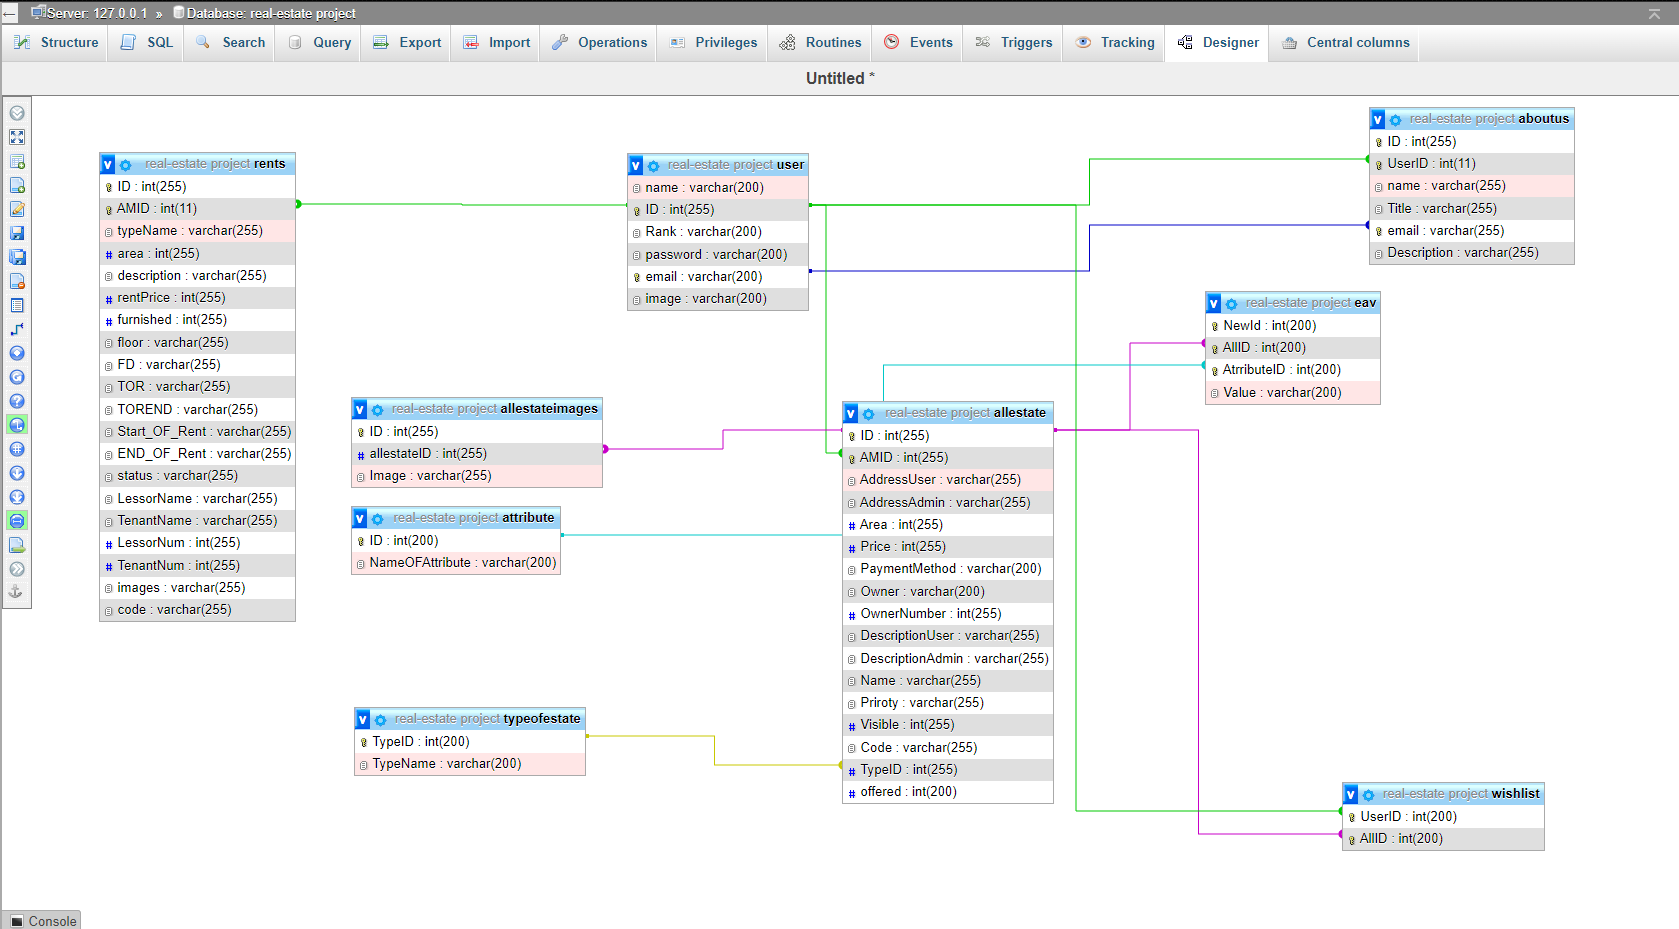 Server: 127.0.0.1 » Database: real-estate project
Structure SQL Search Query Export Import Operations Privileges Routines Events Triggers Tracking Designer Central columns
Untitled *
real-estate project rents
ID : int(255)
AMID : int(11)
typeName : varchar(255)
area : int(255)
description : varchar(255)
rentPrice : int(255)
furnished : int(255)
floor : varchar(255)
FD : varchar(255)
TOR : varchar(255)
TOREND : varchar(255)
Start_OF_Rent : varchar(255)
END_OF_Rent : varchar(255)
status : varchar(255)
LessorName : varchar(255)
TenantName : varchar(255)
LessorNum : int(255)
TenantNum : int(255)
images : varchar(255)
code : varchar(255)
real-estate project user
name : varchar(200)
ID : int(255)
Rank : varchar(200)
password : varchar(200)
email : varchar(200)
image : varchar(200)
real-estate project aboutus
ID : int(255)
UserID : int(11)
name : varchar(255)
Title : varchar(255)
email : varchar(255)
Description : varchar(255)
real-estate project eav
NewId : int(200)
AllID : int(200)
AtrributeID : int(200)
Value : varchar(200)
real-estate project allestateimages
ID : int(255)
allestateID : int(255)
Image : varchar(255)
real-estate project attribute
ID : int(200)
NameOFAttribute : varchar(200)
real-estate project allestate
ID : int(255)
AMID : int(255)
AddressUser : varchar(255)
AddressAdmin : varchar(255)
Area : int(255)
Price : int(255)
PaymentMethod : varchar(200)
Owner : varchar(200)
OwnerNumber : int(255)
DescriptionUser : varchar(255)
DescriptionAdmin : varchar(255)
Name : varchar(255)
Priroty : varchar(255)
Visible : int(255)
Code : varchar(255)
TypeID : int(255)
offered : int(200)
real-estate project typeofestate
TypeID : int(200)
TypeName : varchar(200)
real-estate project wishlist
UserID : int(200)
AllID : int(200)
Console